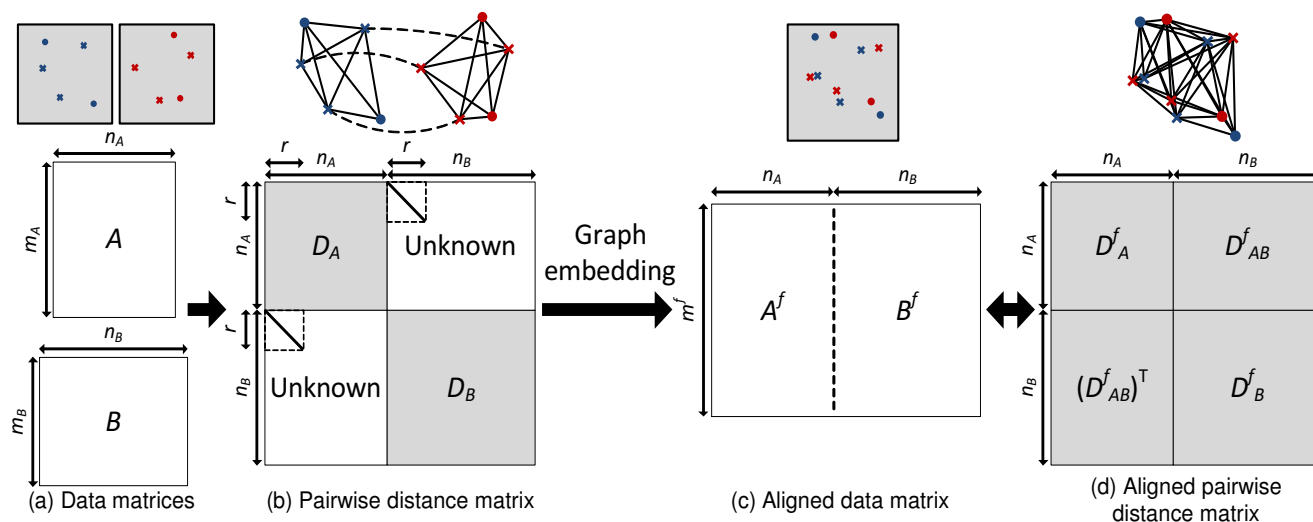 n_A
m_A
A
n_B
m_B
B
(a) Data matrices
r
n_A
r
n_B
r
n_A
D_A
Unknown
r
n_B
Unknown
D_B
(b) Pairwise distance matrix
Graph
embedding
n_A
n_B
m^f
A^f
B^f
(c) Aligned data matrix
n_A
n_B
n_A
D^f_A
D^f_AB
n_B
(D^f_AB)^T
D^f_B
(d) Aligned pairwise
distance matrix